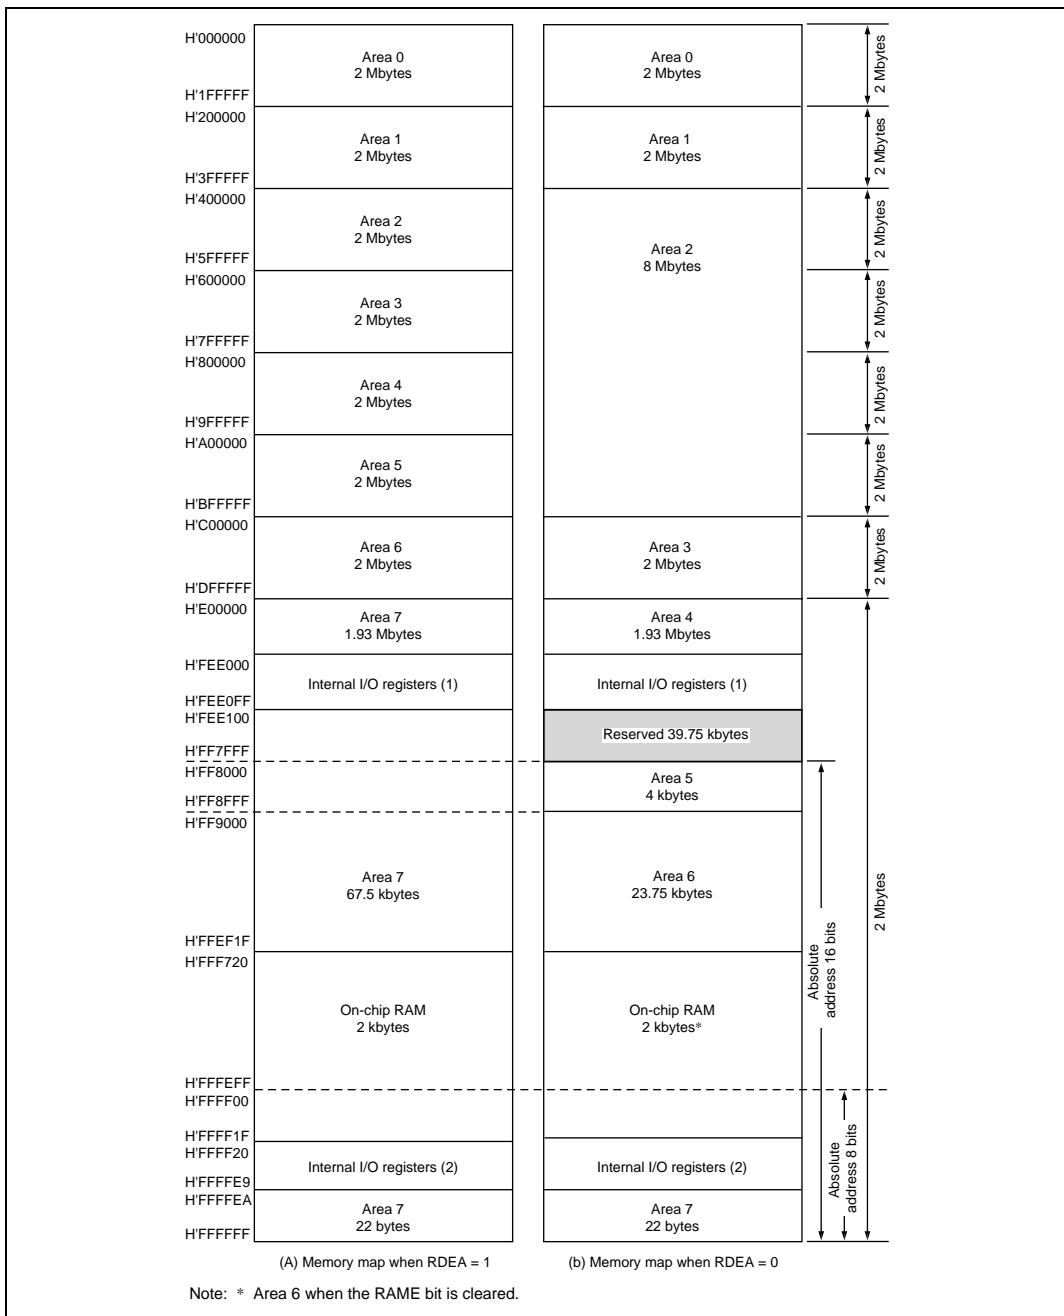 H'000000
Area 0
2 Mbytes
Area 0
2 Mbytes
2 Mbytes
H'1FFFFF
H'200000
Area 1
2 Mbytes
Area 1
2 Mbytes
2 Mbytes
H'3FFFFF
H'400000
Area 2
2 Mbytes
Area 2
8 Mbytes
2 Mbytes
H'5FFFFF
H'600000
Area 3
2 Mbytes
2 Mbytes
H'7FFFFF
H'800000
Area 4
2 Mbytes
2 Mbytes
H'9FFFFF
H'A00000
Area 5
2 Mbytes
2 Mbytes
H'BFFFFF
H'C00000
Area 6
2 Mbytes
Area 3
2 Mbytes
2 Mbytes
H'DFFFFF
H'E00000
Area 7
1.93 Mbytes
Area 4
1.93 Mbytes
H'FEE000
Internal I/O registers (1)
Internal I/O registers (1)
H'FEE0FF
H'FEE100
Reserved 39.75 kbytes
H'FF7FFF
H'FF8000
Area 5
4 kbytes
H'FF8FFF
H'FF9000
Area 7
67.5 kbytes
Area 6
23.75 kbytes
2 Mbytes
Absolute
address 16 bits
H'FFEF1F
H'FFF720
On-chip RAM
2 kbytes
On-chip RAM
2 kbytes*
H'FFFEFF
H'FFFF00
H'FFFF1F
H'FFFF20
Internal I/O registers (2)
Internal I/O registers (2)
Absolute
address 8 bits
H'FFFFE9
H'FFFFEA
Area 7
22 bytes
Area 7
22 bytes
H'FFFFFF
(A) Memory map when RDEA = 1
(b) Memory map when RDEA = 0
Note: * Area 6 when the RAME bit is cleared.